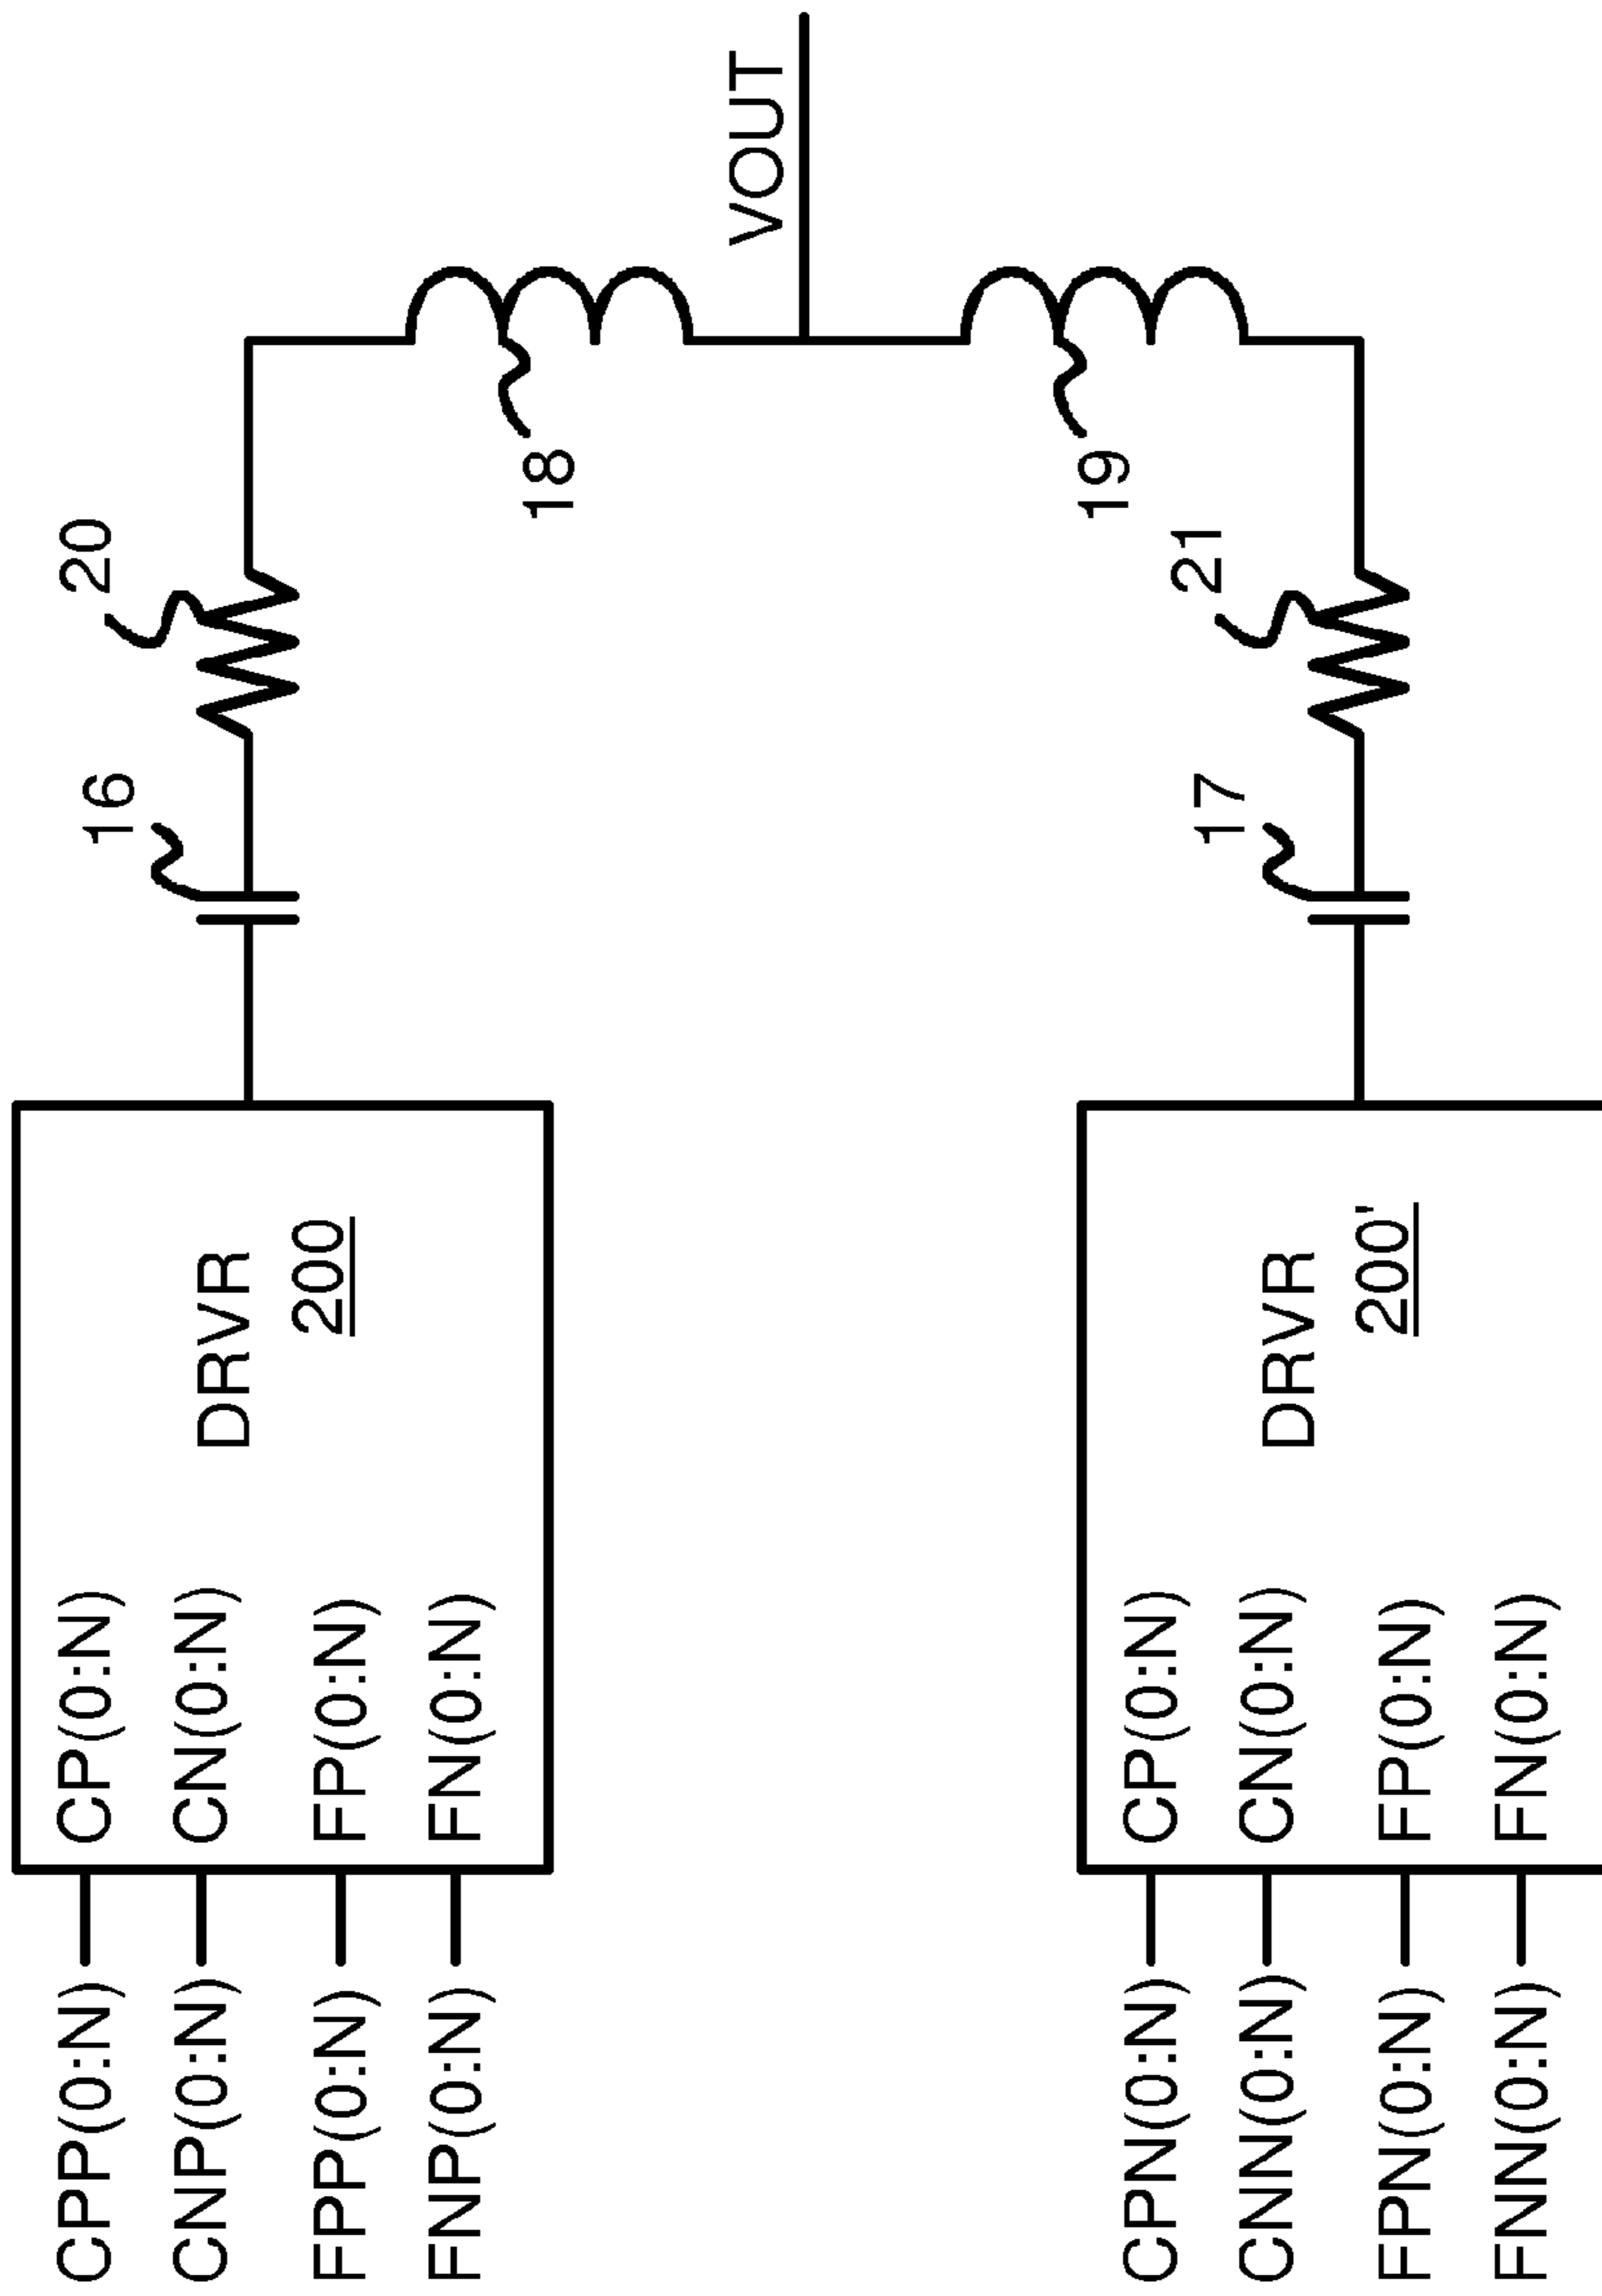 CPP(0:N)
CNP(0:N)
FPP(0:N)
FNP(0:N)
CP(0:N)
CN(0:N)
FP(0:N)
FN(0:N)
DRVR
200
16
20
18
VOUT
CPN(0:N)
CNN(0:N)
FPN(0:N)
FNN(0:N)
CP(0:N)
CN(0:N)
FP(0:N)
FN(0:N)
DRVR
200'
17
21
19